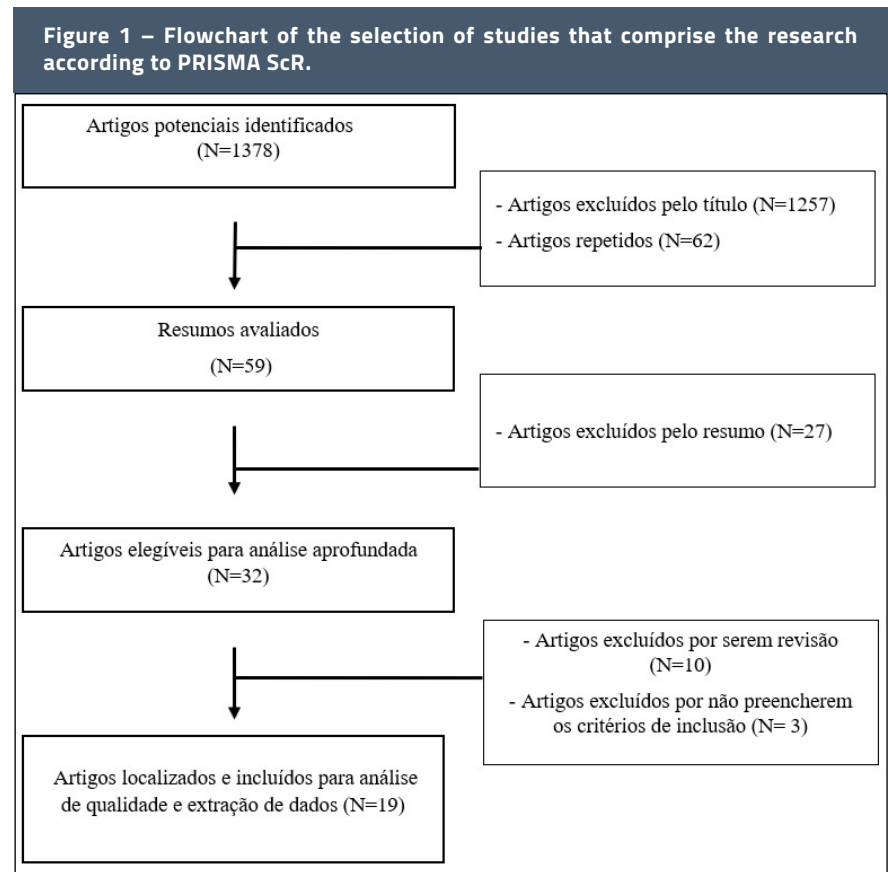 Figure 1 – Flowchart of the selection of studies that comprise the research
according to PRISMA ScR.
Artigos potenciais identificados
(N=1378)
- Artigos excluídos pelo título (N=1257)
- Artigos repetidos (N=62)
Resumos avaliados
(N=59)
- Artigos excluídos pelo resumo (N=27)
Artigos elegíveis para análise aprofundada
(N=32)
- Artigos excluídos por serem revisão
(N=10)
- Artigos excluídos por não preencherem
os critérios de inclusão (N= 3)
Artigos localizados e incluídos para análise
de qualidade e extração de dados (N=19)